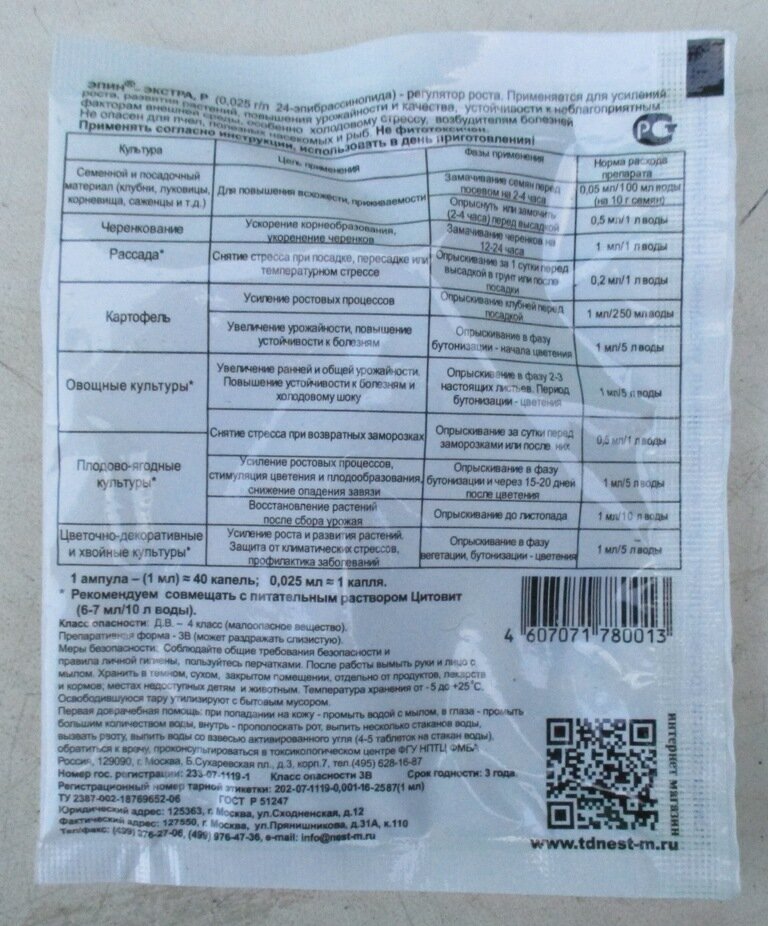 ЭПИН®- ЭКСТРА, Р (0,025 г/л 24-эпибрассинолида) - регулятор роста. Применяется для усиления
роста, развития растений, повышения урожайности и качества, устойчивости к неблагоприятным
факторам внешней среды, особенно холодовому стрессу, возбудителям болезней
Не опасен для пчел, полезных насекомых и рыб. Не фитотоксичен.
Применять согласно инструкции, использовать в день приготовления!
РСТ
Культура
Цель применения
Фазы применения
Норма расхода
препарата
Семенной и посадочный
материал (клубни, луковицы,
корневища, саженцы и т.д.)
Для повышения всхожести, приживаемости
Замачивание семян перед
посевом на 2-4 часа
0,05 мл/100 мл воды
(на 10 г семян)
Опрыснуть или замочить
(2-4 часа) перед высадкой
0,5 мл/1 л воды
Черенкование
Ускорение корнеобразования,
укоренение черенков
Замачивание черенков на
12-24 часа
1 мл/1 л воды
Рассада*
Снятие стресса при посадке, пересадке или
температурном стрессе
Опрыскивание за 1 сутки перед
высадкой в грунт или после
посадки
0,2 мл/1 л воды
Картофель
Усиление ростовых процессов
Опрыскивание клубней перед
посадкой
1 мл/250 мл воды
Увеличение урожайности, повышение
устойчивости к болезням
Опрыскивание в фазу
бутонизации - начала цветения
1 мл/5 л воды
Овощные культуры*
Увеличение ранней и общей урожайности.
Повышение устойчивости к болезням и
холодовому шоку
Опрыскивание в фазу 2-3
настоящих листьев. Период
бутонизации - цветения
1 мл/5 л воды
Снятие стресса при возвратных заморозках
Опрыскивание за сутки перед
заморозками или после них
0,5 мл/1 л воды
Плодово-ягодные
культуры*
Усиление ростовых процессов,
стимуляция цветения и плодообразования,
снижение опадения завязи
Опрыскивание в фазу
бутонизации и через 15-20 дней
после цветения
1 мл/5 л воды
Восстановление растений
после сбора урожая
Опрыскивание до листопада
1 мл/10 л воды
Цветочно-декоративные
и хвойные культуры*
Усиление роста и развития растений.
Защита от климатических стрессов,
профилактика заболеваний
Опрыскивание в фазу
вегетации, бутонизации - цветения
1 мл/5 л воды
1 ампула – (1 мл) ≈ 40 капель; 0,025 мл ≈ 1 капля.
* Рекомендуем совмещать с питательным раствором Цитовит
(6-7 мл/10 л воды).
4 607071 780013
Класс опасности: Д.В. – 4 класс (малоопасное вещество).
Препаративная форма - 3В (может раздражать слизистую).
Меры безопасности: Соблюдайте общие требования безопасности и
правила личной гигиены, пользуйтесь перчатками. После работы вымыть руки и лицо с
мылом. Хранить в темном, сухом, закрытом помещении, отдельно от продуктов, лекарств
и кормов; местах недоступных детям и животным. Температура хранения от - 5 до +25°С.
Освободившуюся тару утилизируют с бытовым мусором.
Первая доврачебная помощь: при попадании на кожу - промыть водой с мылом, в глаза - промыть
большим количеством воды, внутрь - прополоскать рот, выпить несколько стаканов воды,
вызвать рвоту, выпить воды со взвесью активированного угля (4-5 таблеток на стакан воды),
обратиться к врачу, проконсультироваться в токсикологическом центре ФГУ НПТЦ ФМБА
Россия, 129090, г. Москва, Б.Сухаревская пл., д.3, корп.7, тел.(495) 628-16-87
Номер гос. регистрации: 233-07-1119-1 Класс опасности 3В Срок годности: 3 года
Регистрационный номер тарной этикетки: 202-07-1119-0,001-16-2587(1 мл)
ТУ 2387-002-18769652-06 ГОСТ Р 51247
Юридический адрес: 125363, г. Москва, ул.Сходненская, д.12
Фактический адрес: 127550, г. Москва, ул.Прянишникова, д.31А, к.110
Тел/факс: (499) 976-27-06, (499) 976-47-36, e-mail: info@nest-m.ru
интернет магазин
www.tdnest-m.ru